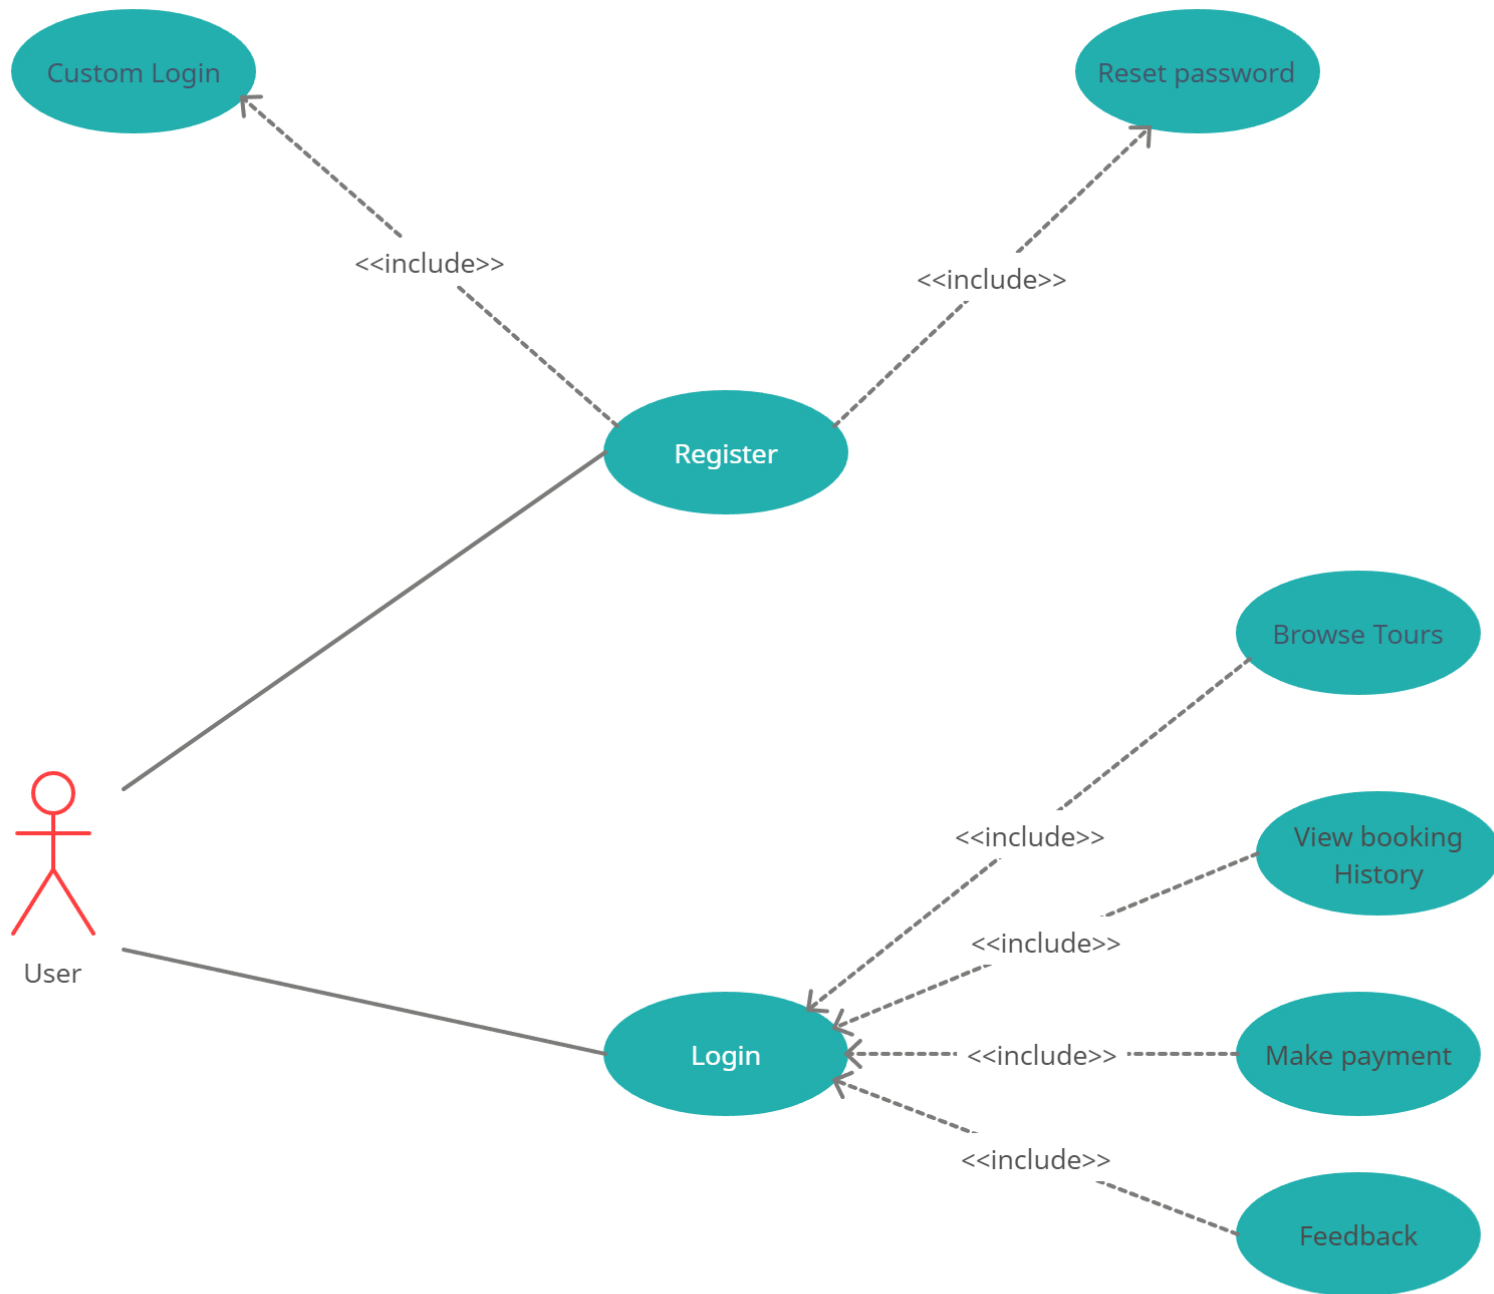 Custom Login
Reset password
<<include>>
<<include>>
Register
Browse Tours
<<include>>
View booking
History
<<include>>
User
Login
<<include>>
Make payment
<<include>>
Feedback